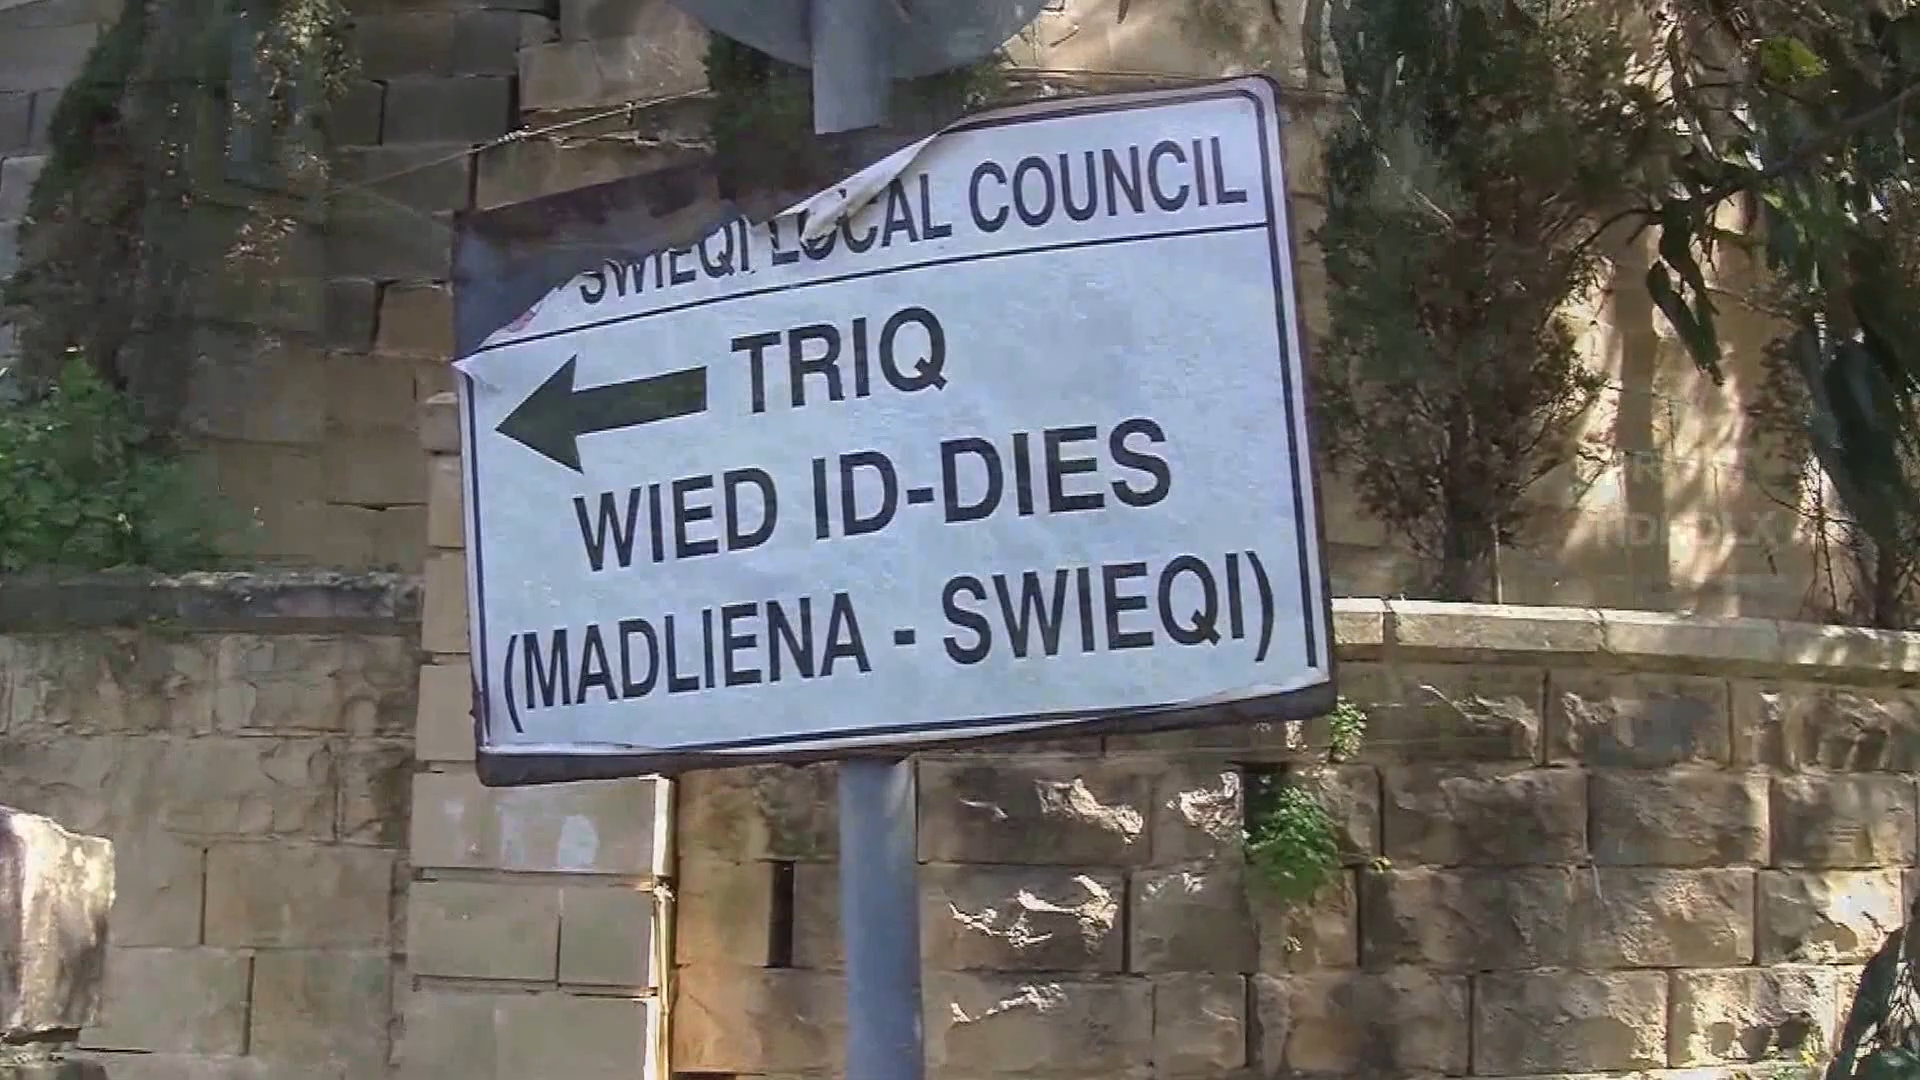 SWIEQI LOCAL COUNCIL
TRIQ
WIED ID-DIES
(MADLIENA - SWIEQI)